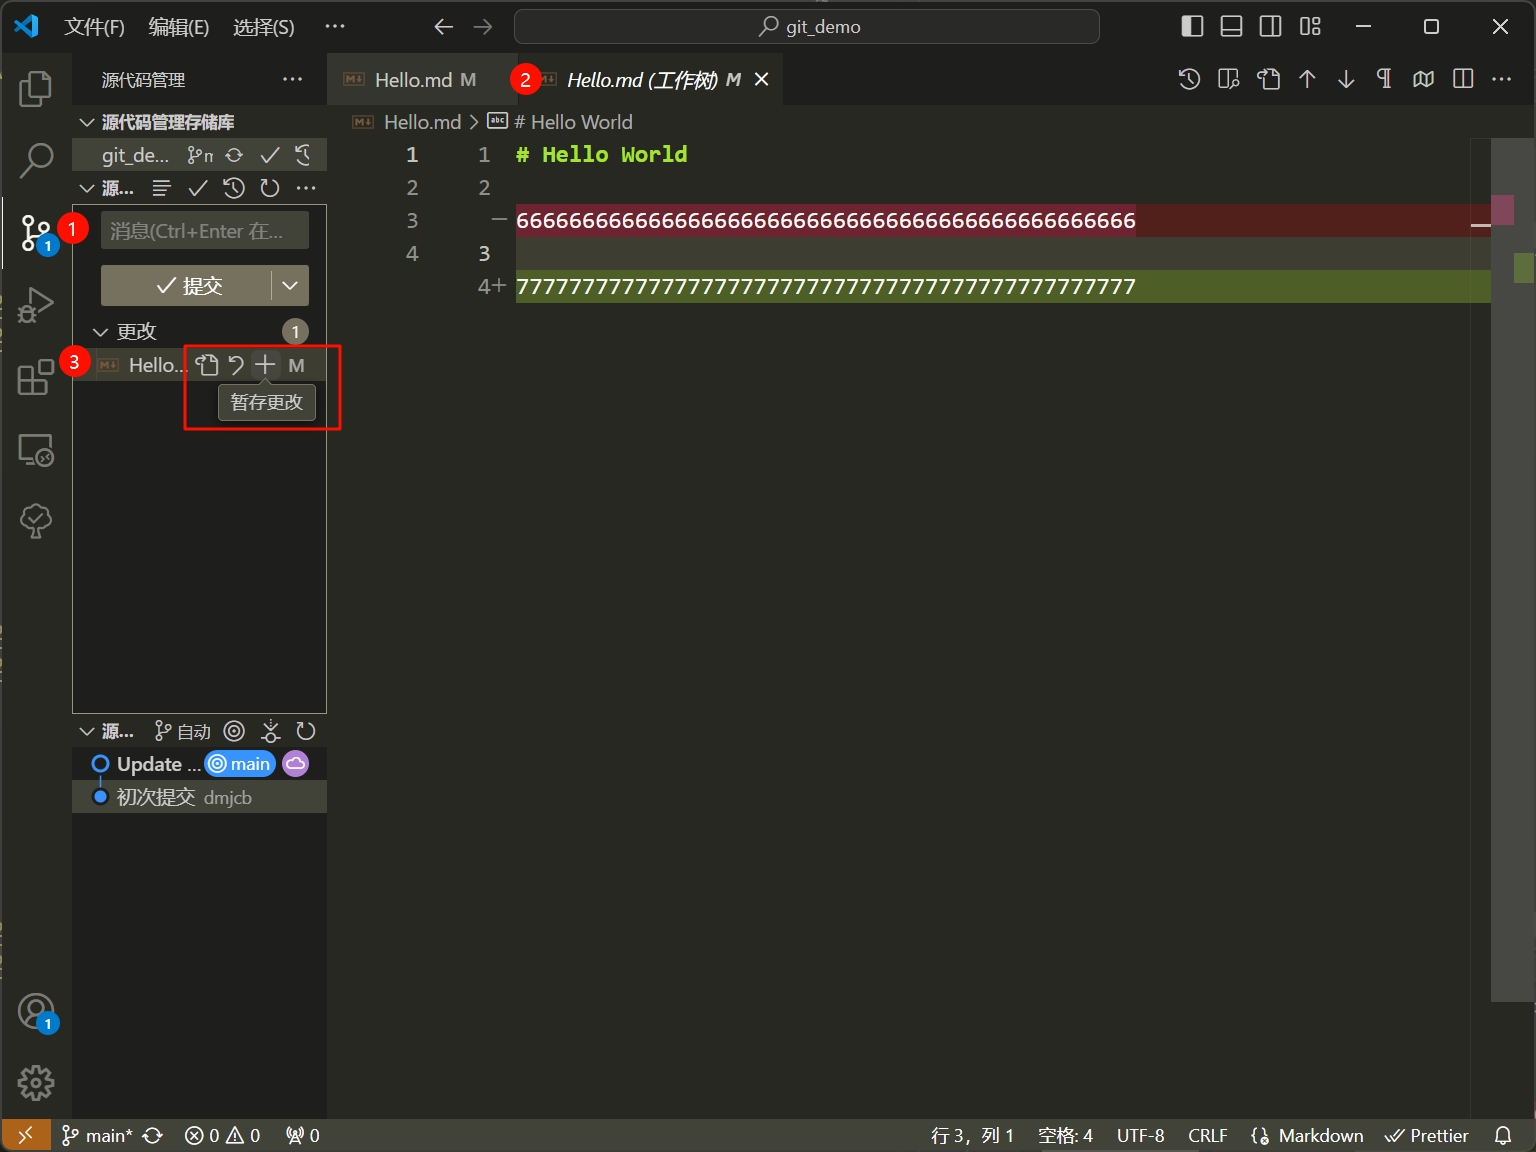 文件(F) 编辑(E) 选择(S) ··· git_demo
源代码管理 ···
Hello.md M
2
Hello.md (工作树) M
源代码管理存储库
git_de...
源...
1
1
消息(Ctrl+Enter 在...
提交
更改 1
3
Hello... M
暂存更改
Hello.md > # Hello World
1 1 # Hello World
2 2
3 — 66666666666666666666666666666666666666666666666
4 3
4+ 77777777777777777777777777777777777777777777777
源... 自动
Update ... main
初次提交 dmjcb
1
main* 0 0 0
行 3，列 1 空格: 4 UTF-8 CRLF Markdown Prettier